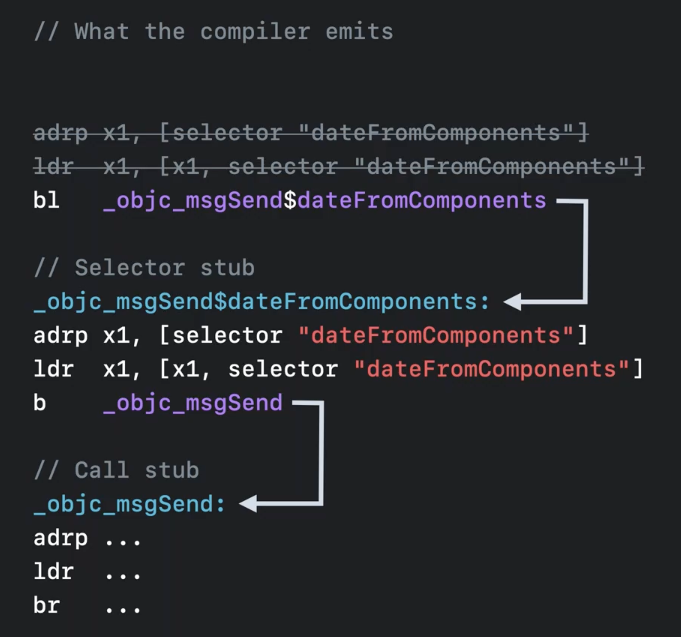 // What the compiler emits
adrp x1, [selector "dateFromComponents"]
ldr  x1, [x1, selector "dateFromComponents"]
bl   _objc_msgSend$dateFromComponents
// Selector stub
_objc_msgSend$dateFromComponents:
adrp x1, [selector "dateFromComponents"]
ldr  x1, [x1, selector "dateFromComponents"]
b    _objc_msgSend
// Call stub
_objc_msgSend:
adrp ...
ldr  ...
br   ...